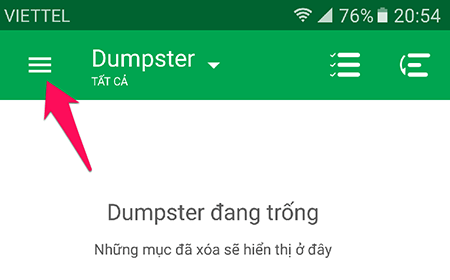 VIETTEL 76% 20:54
Dumpster
TẤT CẢ
Dumpster đang trống
Những mục đã xóa sẽ hiển thị ở đây